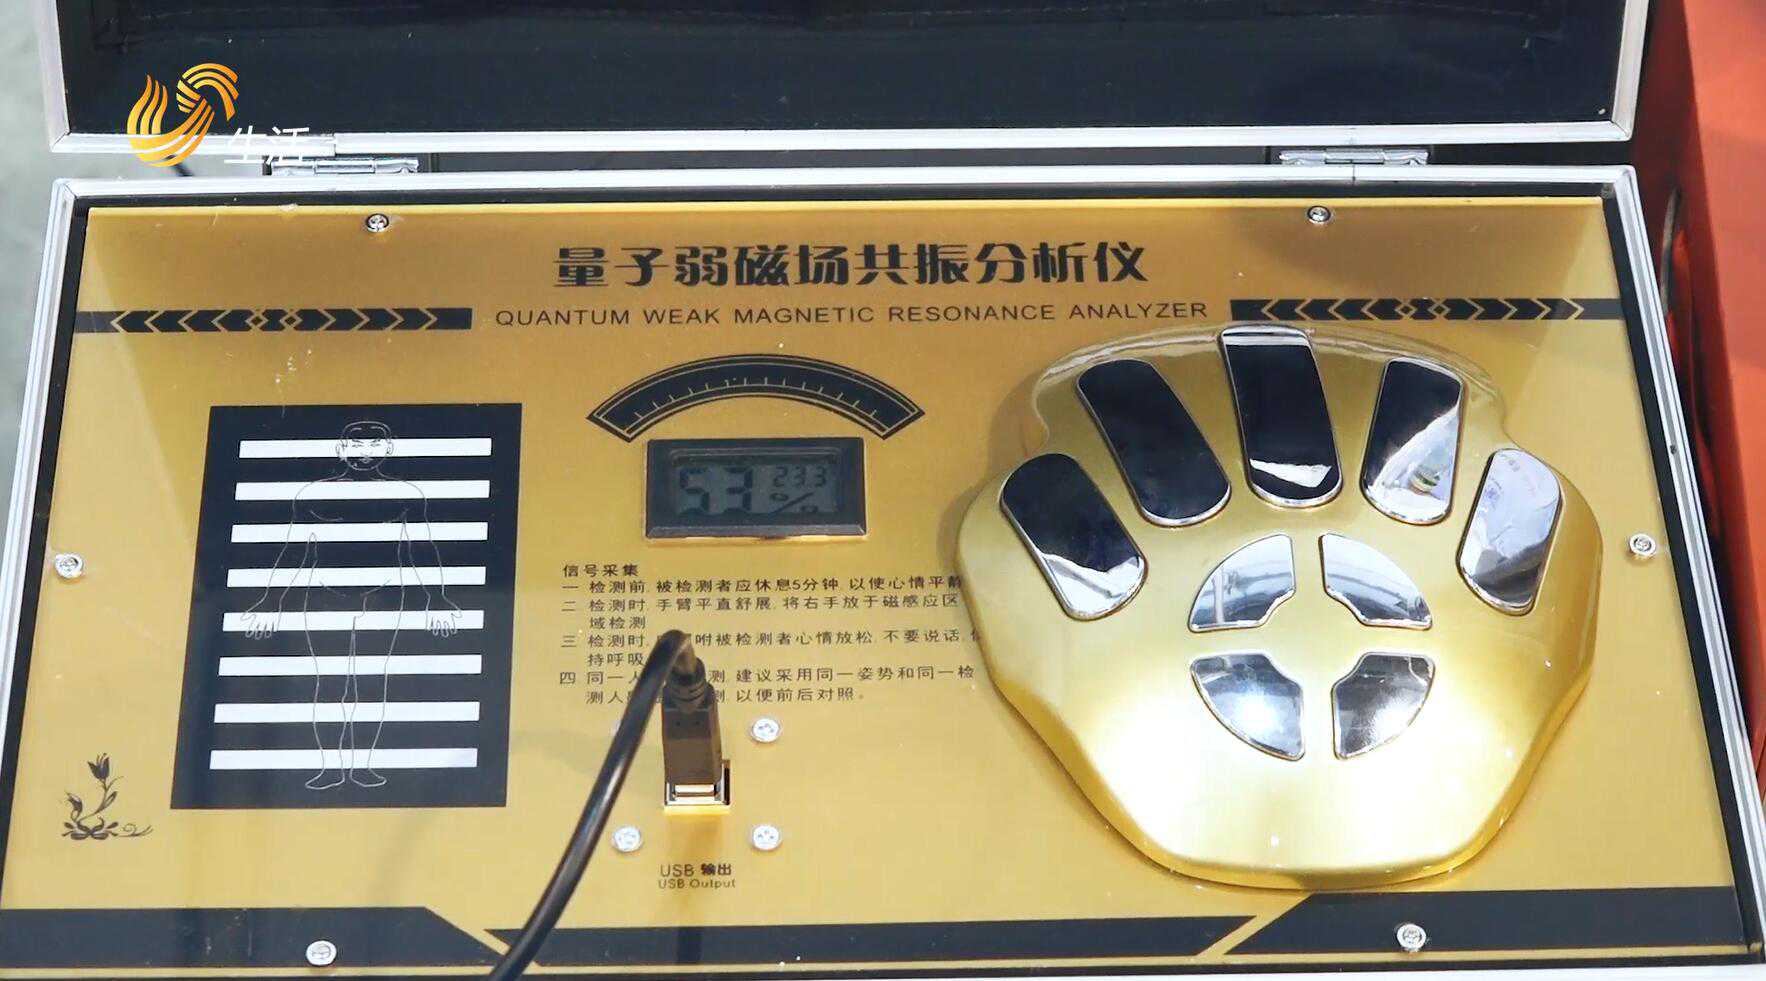 生活
量子弱磁场共振分析仪
QUANTUM WEAK MAGNETIC RESONANCE ANALYZER
53 23.3
%
信号采集
一 检测前,被检测者应休息5分钟,以使心情平静
二 检测时,手臂平直舒展,将右手放于磁感应区
域检测
三 检测时, 咐被检测者心情放松,不要说话,
持呼吸
四 同一人 测,建议采用同一姿势和同一检
测人 测,以便前后对照。
USB 输出
USB Output